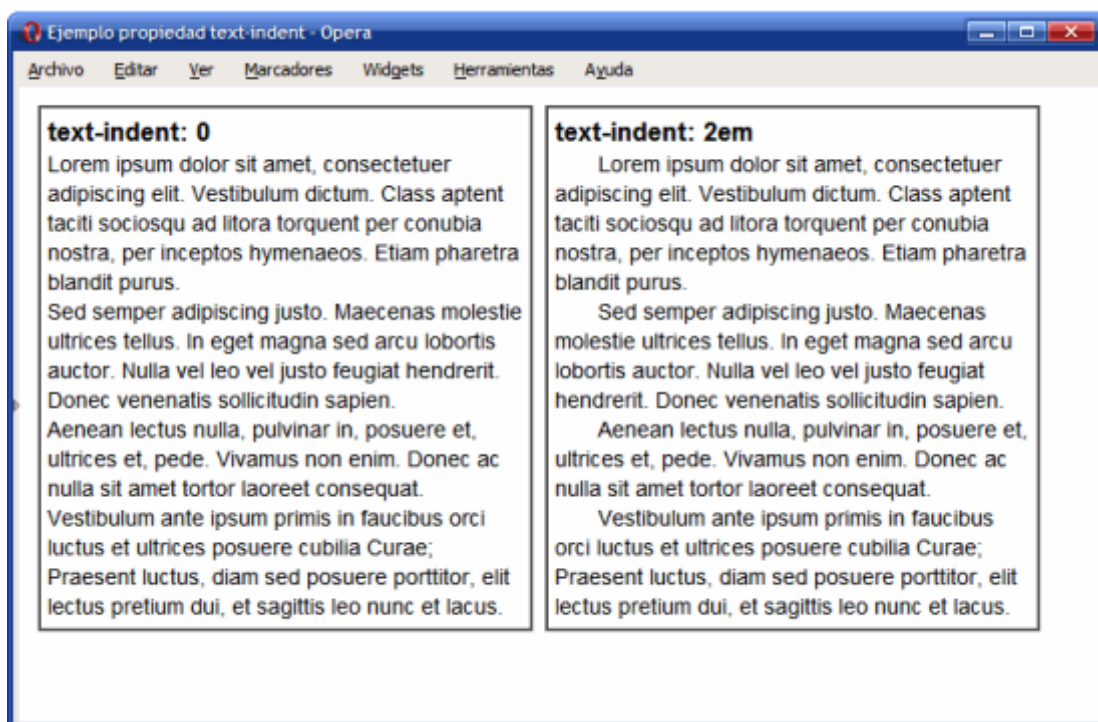 Ejemplo propiedad text-indent - Opera
Archivo Editar Ver Marcadores Widgets Herramientas Ayuda
text-indent: 0
Lorem ipsum dolor sit amet, consectetuer
adipiscing elit. Vestibulum dictum. Class aptent
taciti sociosqu ad litora torquent per conubia
nostra, per inceptos hymenaeos. Etiam pharetra
blandit purus.
Sed semper adipiscing justo. Maecenas molestie
ultrices tellus. In eget magna sed arcu lobortis
auctor. Nulla vel leo vel justo feugiat hendrerit.
Donec venenatis sollicitudin sapien.
Aenean lectus nulla, pulvinar in, posuere et,
ultrices et, pede. Vivamus non enim. Donec ac
nulla sit amet tortor laoreet consequat.
Vestibulum ante ipsum primis in faucibus orci
luctus et ultrices posuere cubilia Curae;
Praesent luctus, diam sed posuere porttitor, elit
lectus pretium dui, et sagittis leo nunc et lacus.
text-indent: 2em
Lorem ipsum dolor sit amet, consectetuer
adipiscing elit. Vestibulum dictum. Class aptent
taciti sociosqu ad litora torquent per conubia
nostra, per inceptos hymenaeos. Etiam pharetra
blandit purus.
Sed semper adipiscing justo. Maecenas
molestie ultrices tellus. In eget magna sed arcu
lobortis auctor. Nulla vel leo vel justo feugiat
hendrerit. Donec venenatis sollicitudin sapien.
Aenean lectus nulla, pulvinar in, posuere et,
ultrices et, pede. Vivamus non enim. Donec ac
nulla sit amet tortor laoreet consequat.
Vestibulum ante ipsum primis in faucibus
orci luctus et ultrices posuere cubilia Curae;
Praesent luctus, diam sed posuere porttitor, elit
lectus pretium dui, et sagittis leo nunc et lacus.